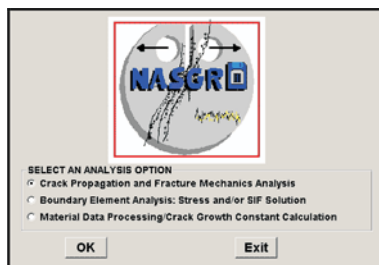 NASGRO
SELECT AN ANALYSIS OPTION
Crack Propagation and Fracture Mechanics Analysis
Boundary Element Analysis: Stress and/or SIF Solution
Material Data Processing/Crack Growth Constant Calculation
OK
Exit